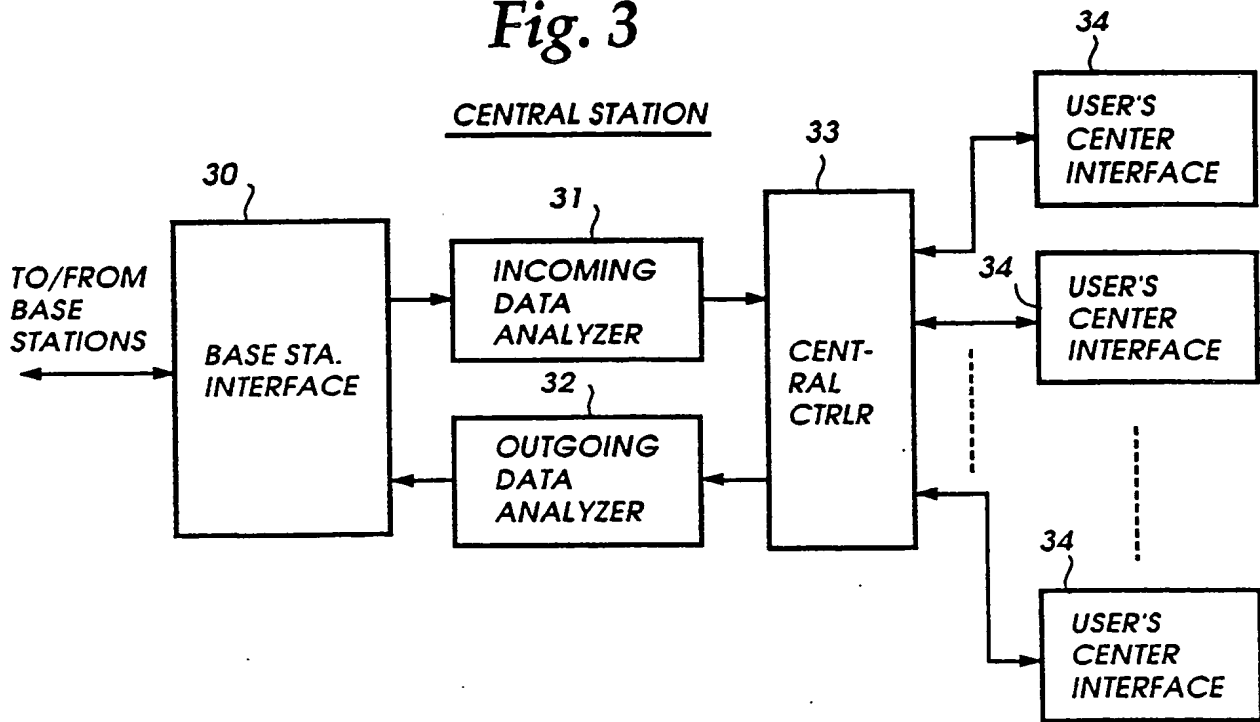 Fig. 3
CENTRAL STATION
30
TO/FROM
BASE
STATIONS
BASE STA.
INTERFACE
31
INCOMING
DATA
ANALYZER
32
OUTGOING
DATA
ANALYZER
33
CENT-
RAL
CTRLR
34
USER'S
CENTER
INTERFACE
34
USER'S
CENTER
INTERFACE
34
USER'S
CENTER
INTERFACE